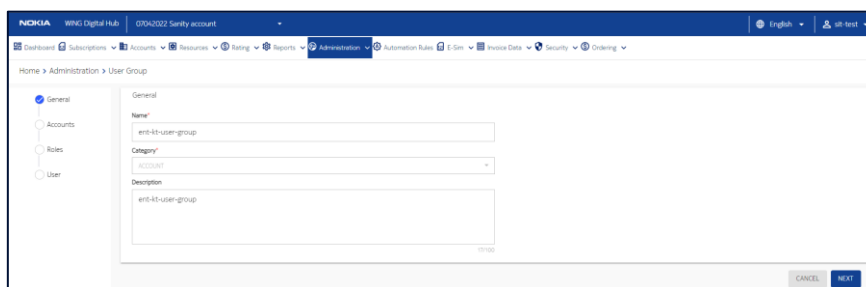 NOKIA WING Digital Hub 07042022 Sanity account English sit-test
Dashboard Subscriptions Accounts Resources Rating Reports Administration Automation Rules E-Sim Invoice Data Security Ordering
Home > Administration > User Group
General
General
Name*
Accounts
ent-kt-user-group
Roles
Category*
ACCOUNT
User
Description
ent-kt-user-group
CANCEL NEXT